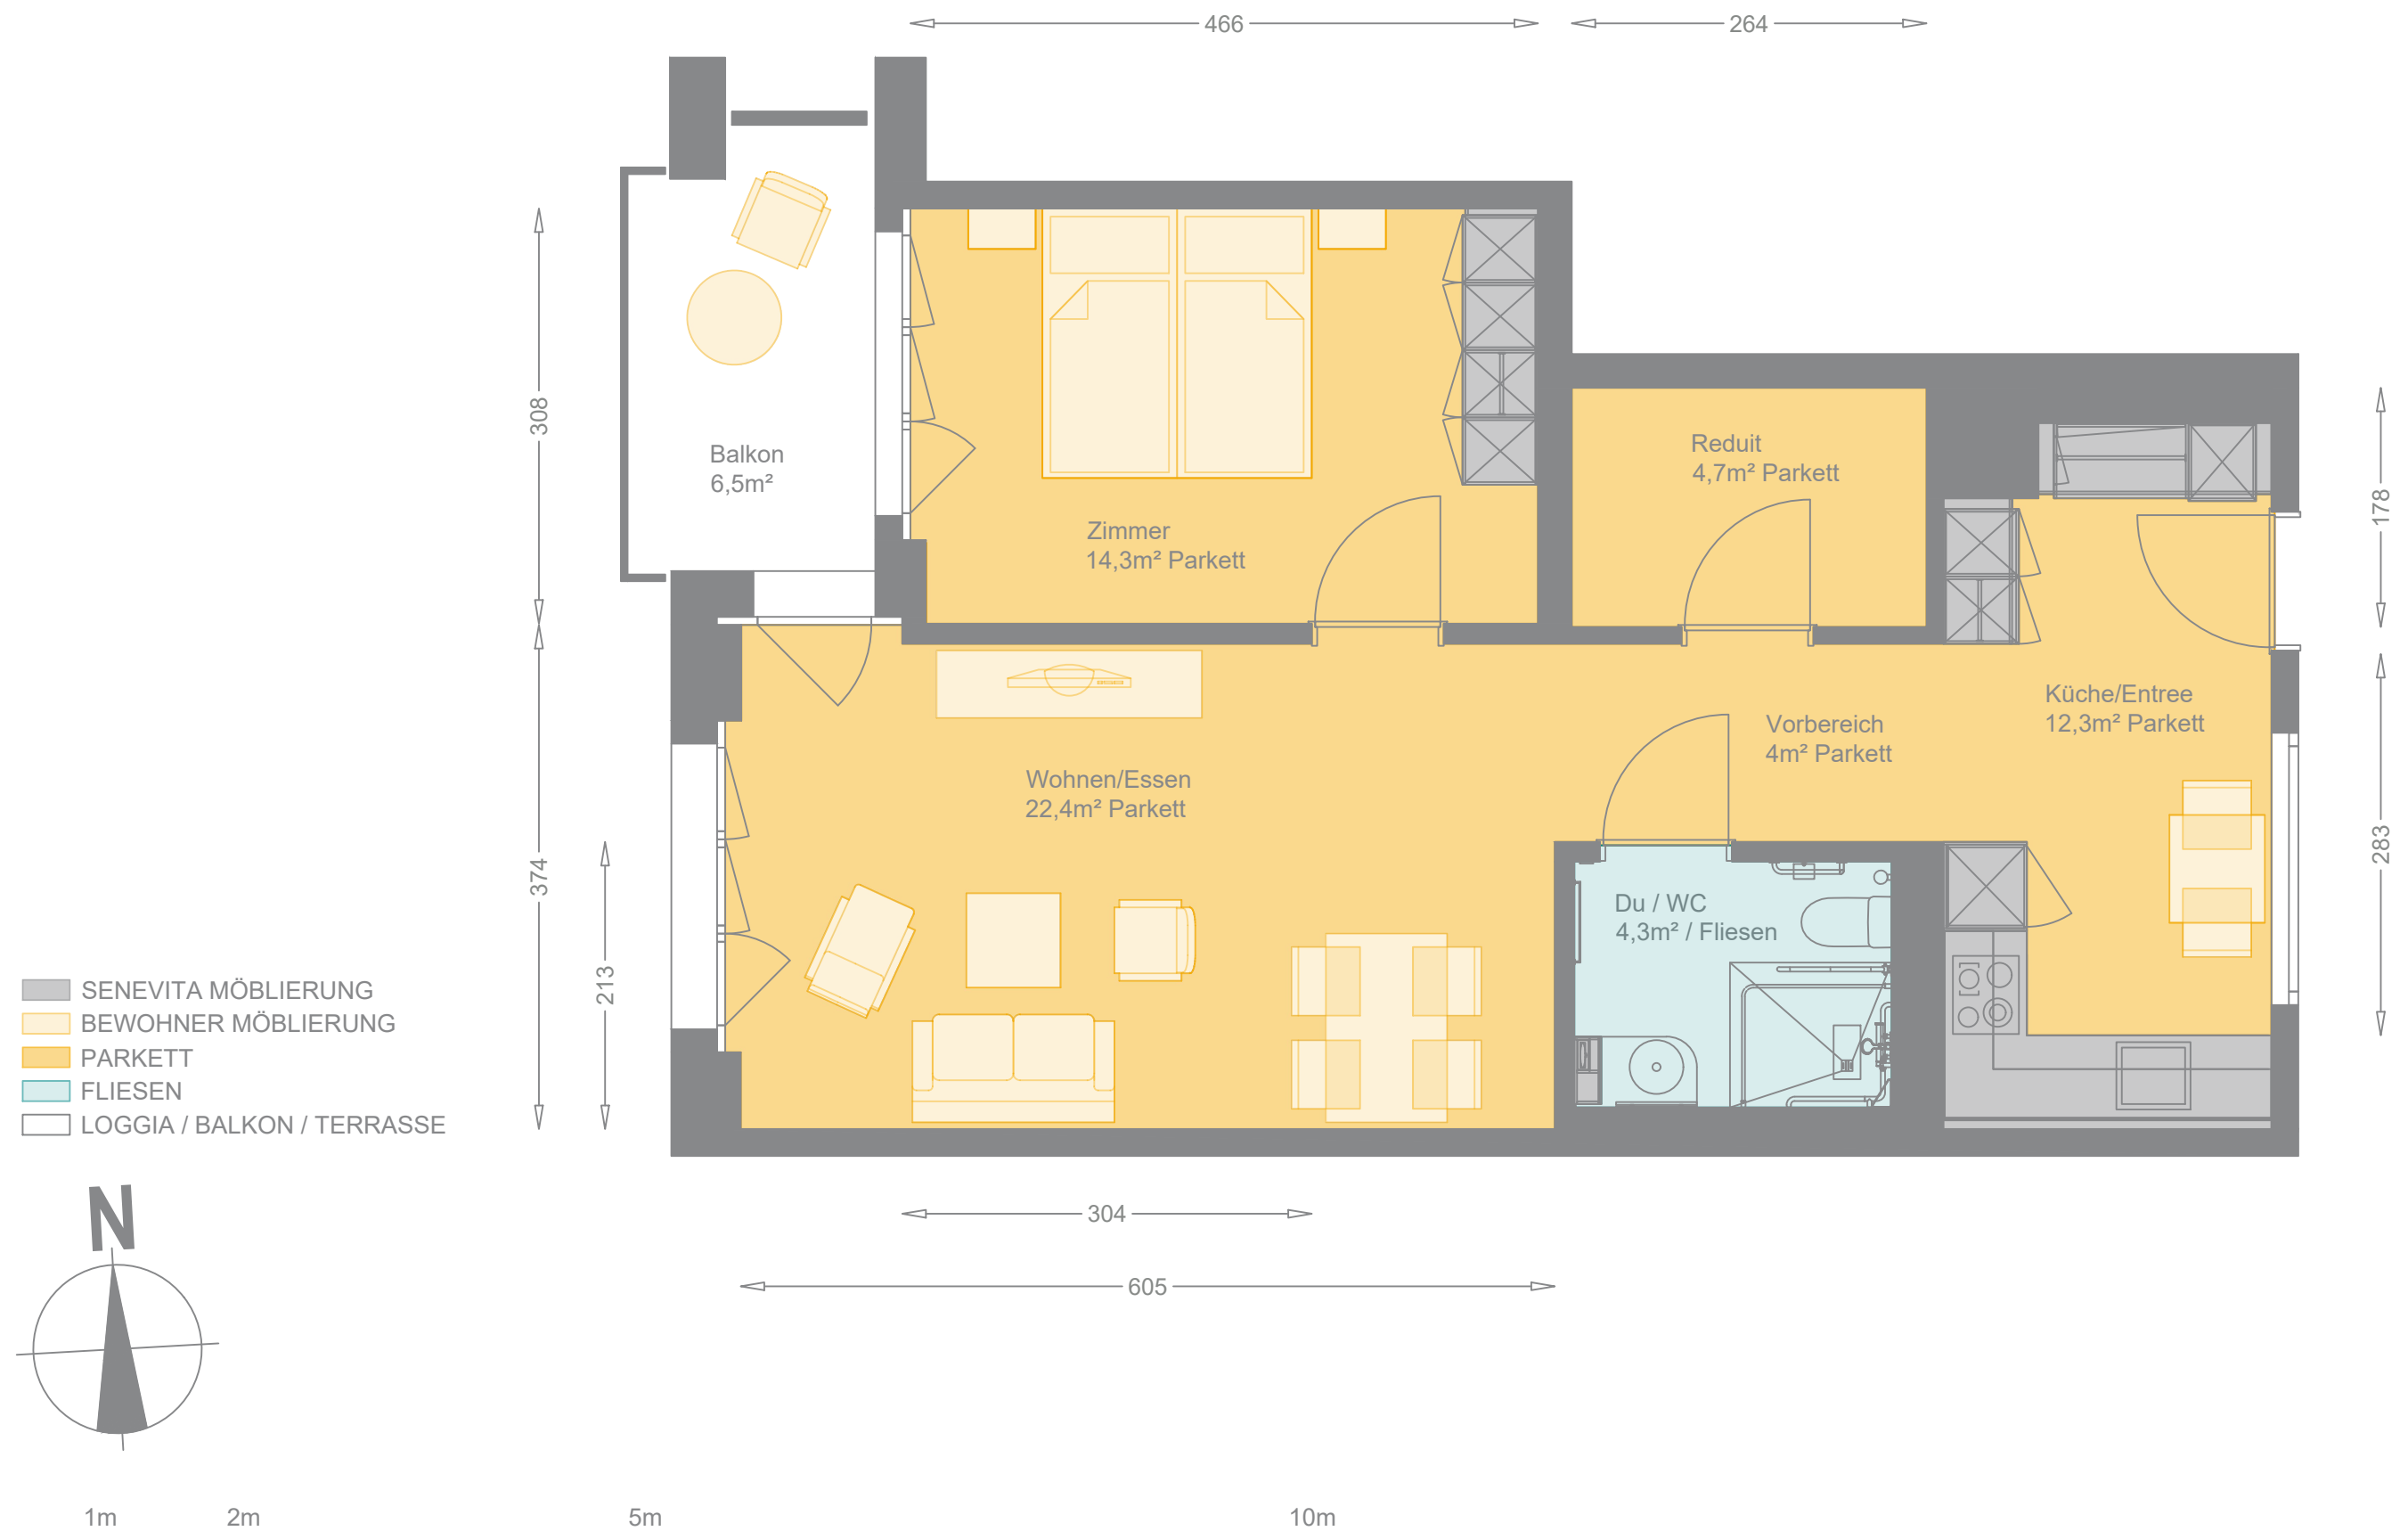 466
264
308
Balkon
6,5m²
Zimmer
14,3m² Parkett
Reduit
4,7m² Parkett
178
Küche/Entree
12,3m² Parkett
Vorbereich
4m² Parkett
Wohnen/Essen
22,4m² Parkett
374
213
283
Du / WC
4,3m² / Fliesen
SENEVITA MÖBLIERUNG
BEWOHNER MÖBLIERUNG
PARKETT
FLIESEN
LOGGIA / BALKON / TERRASSE
N
304
605
1m
2m
5m
10m